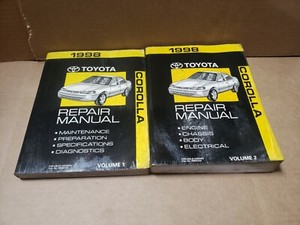 1998
TOYOTA
COROLLA
REPAIR
MANUAL
• MAINTENANCE
• PREPARATION
• SPECIFICATIONS
• DIAGNOSTICS
VOLUME 1
1998
TOYOTA
COROLLA
REPAIR
MANUAL
• ENGINE
• CHASSIS
• BODY
• ELECTRICAL
VOLUME 2